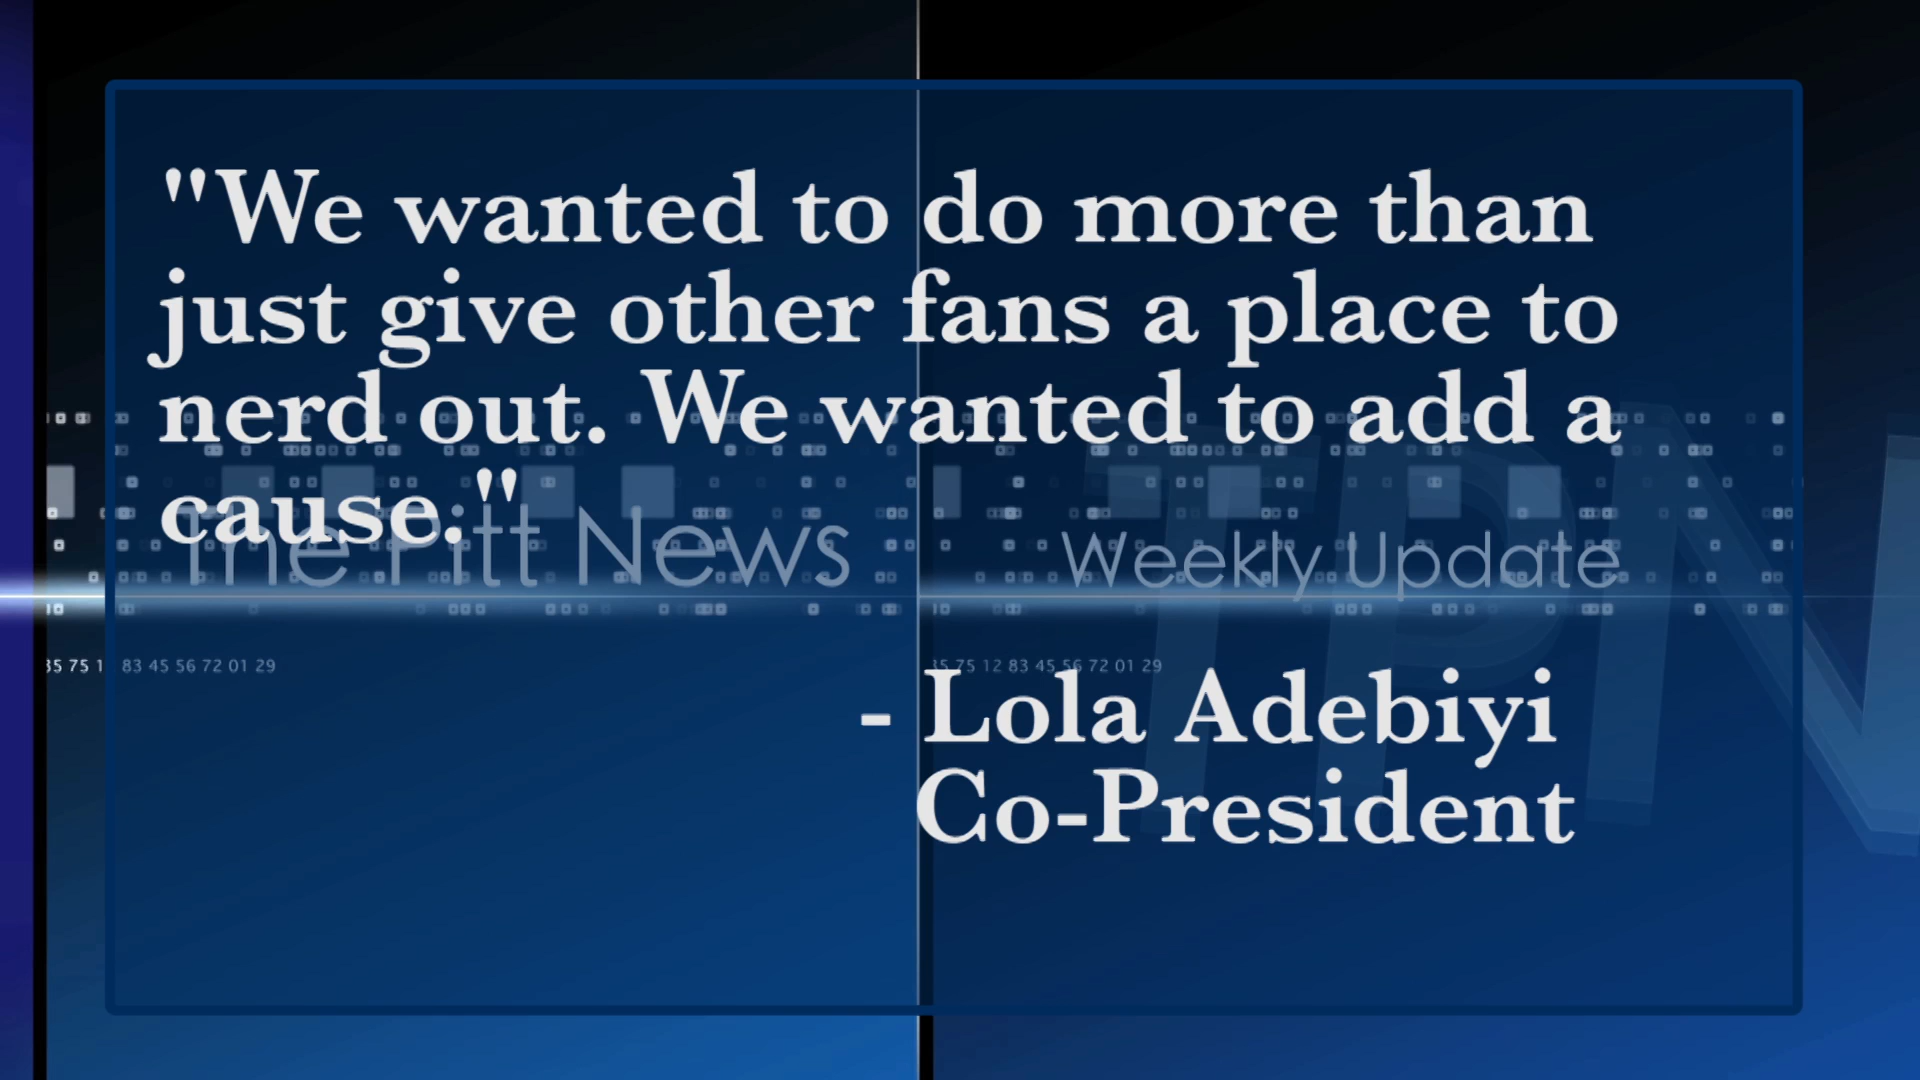 "We wanted to do more than
just give other fans a place to
nerd out. We wanted to add a
cause."
The Pitt News
Weekly Update
TPN
35 75 12 83 45 56 72 01 29
35 75 12 83 45 56 72 01 29
- Lola Adebiyi
Co-President